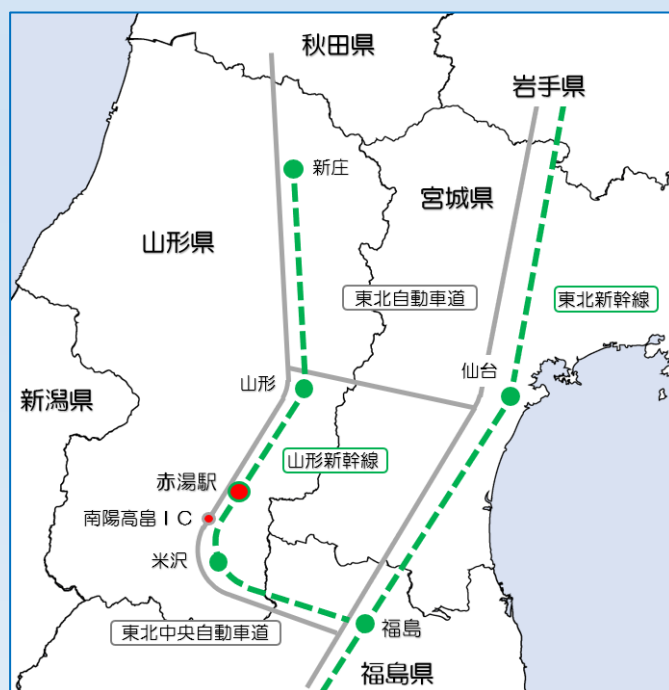 秋田県
岩手県
新庄
宮城県
山形県
東北自動車道
東北新幹線
仙台
山形
新潟県
山形新幹線
赤湯駅
南陽高畠ＩＣ
米沢
東北中央自動車道
福島
福島県